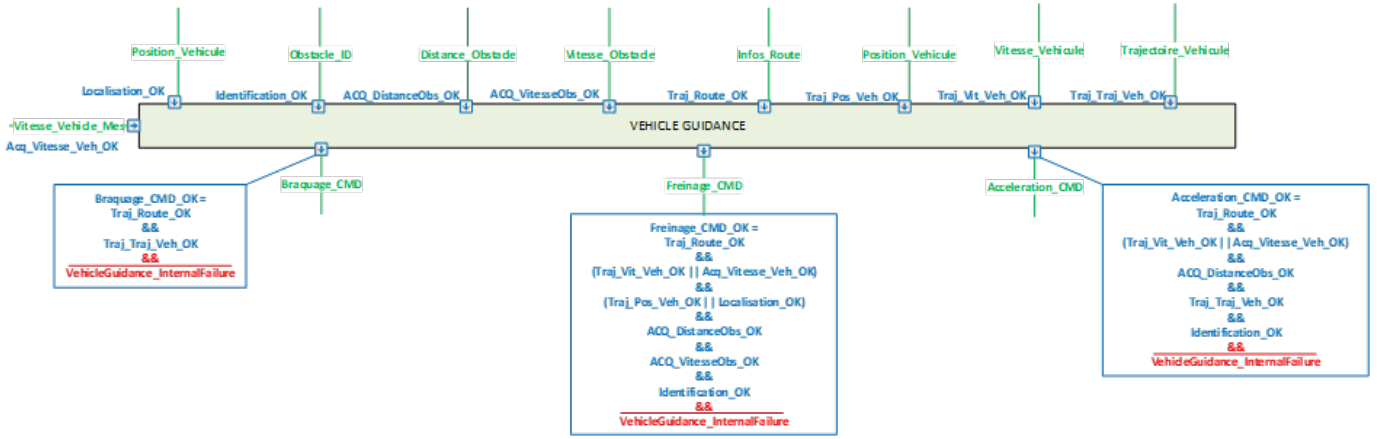 Position_Vehicule
Obstacle_ID
Distance_Obstacle
Vitesse_Obstacle
Infos_Route
Position_Vehicule
Vitesse_Vehicule
Trajectoire_Vehicule
Localisation_OK
Identification_OK
ACQ_DistanceObs_OK
ACQ_VitesseObs_OK
Traj_Route_OK
Traj_Pos_Veh_OK
Traj_Vit_Veh_OK
Traj_Traj_Veh_OK
Vitesse_Vehicle_Mes
VEHICLE GUIDANCE
Acq_Vitesse_Veh_OK
Braquage_CMD
Freinage_CMD
Acceleration_CMD
Braquage_CMD_OK=
Traj_Route_OK
&&
Traj_Traj_Veh_OK
&&
VehicleGuidance_InternalFailure
Freinage_CMD_OK =
Traj_Route_OK
&&
(Traj_Vit_Veh_OK || Acq_Vitesse_Veh_OK)
&&
(Traj_Pos_Veh_OK || Localisation_OK)
&&
ACQ_DistanceObs_OK
&&
ACQ_VitesseObs_OK
&&
Identification_OK
&&
VehicleGuidance_InternalFailure
Acceleration_CMD_OK =
Traj_Route_OK
&&
(Traj_Vit_Veh_OK || Acq_Vitesse_Veh_OK)
&&
ACQ_DistanceObs_OK
&&
Traj_Traj_Veh_OK
&&
Identification_OK
&&
VehicleGuidance_InternalFailure